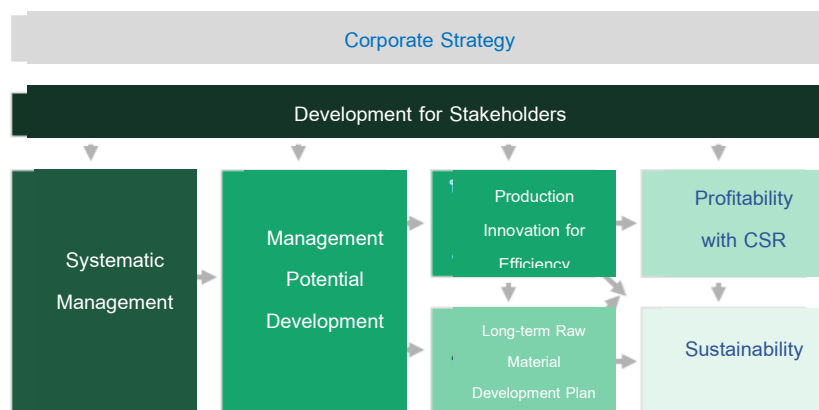 Corporate Strategy
Development for Stakeholders
Systematic
Management
Management
Potential
Development
Production
Innovation for
Efficiency
Long-term Raw
Material
Development Plan
Profitability
with CSR
Sustainability